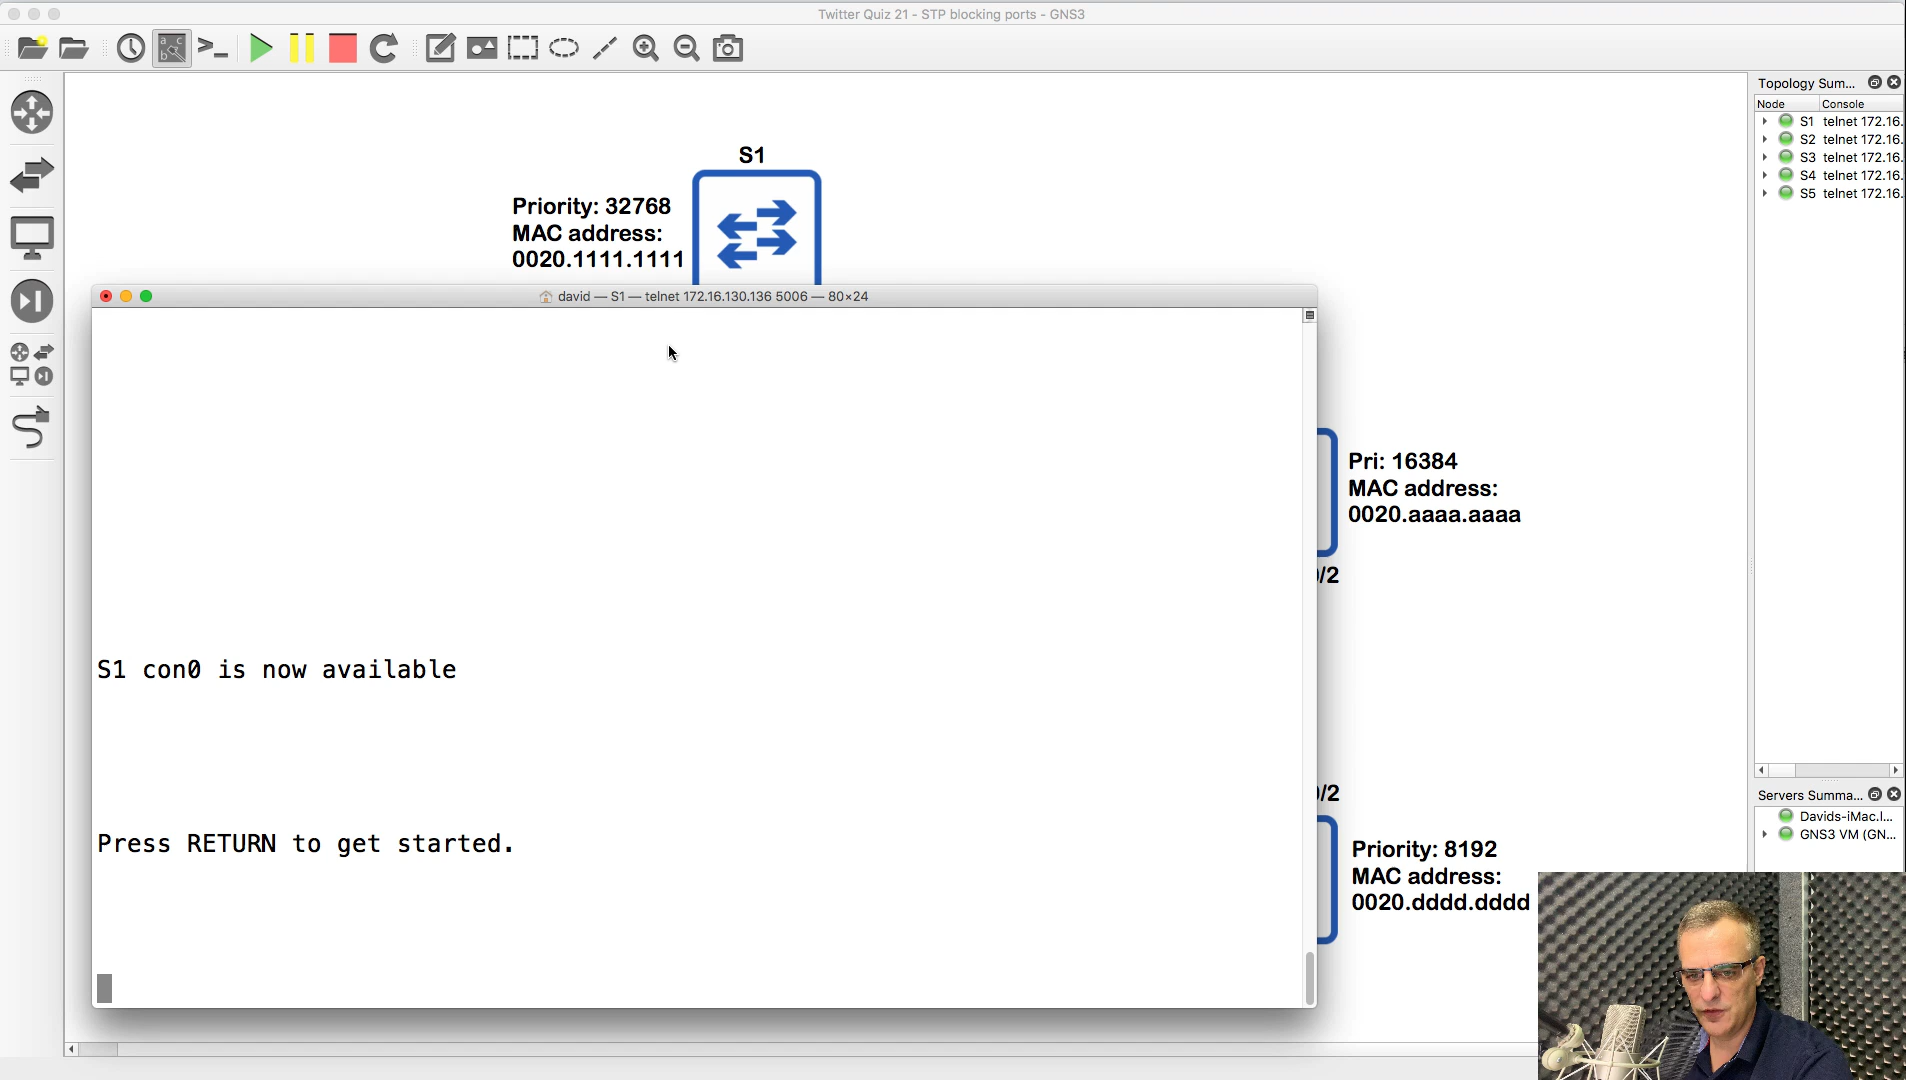 Twitter Quiz 21 - STP blocking ports - GNS3
Topology Sum...
Node Console
S1 telnet 172.16.
S2 telnet 172.16.
S3 telnet 172.16.
S4 telnet 172.16.
S5 telnet 172.16.
S1
Priority: 32768
MAC address:
0020.1111.1111
david — S1 — telnet 172.16.130.136 5006 — 80×24
S1 con0 is now available
Press RETURN to get started.
Pri: 16384
MAC address:
0020.aaaa.aaaa
/2
/2
Priority: 8192
MAC address:
0020.dddd.dddd
Servers Summa...
Davids-iMac.l...
GNS3 VM (GN...